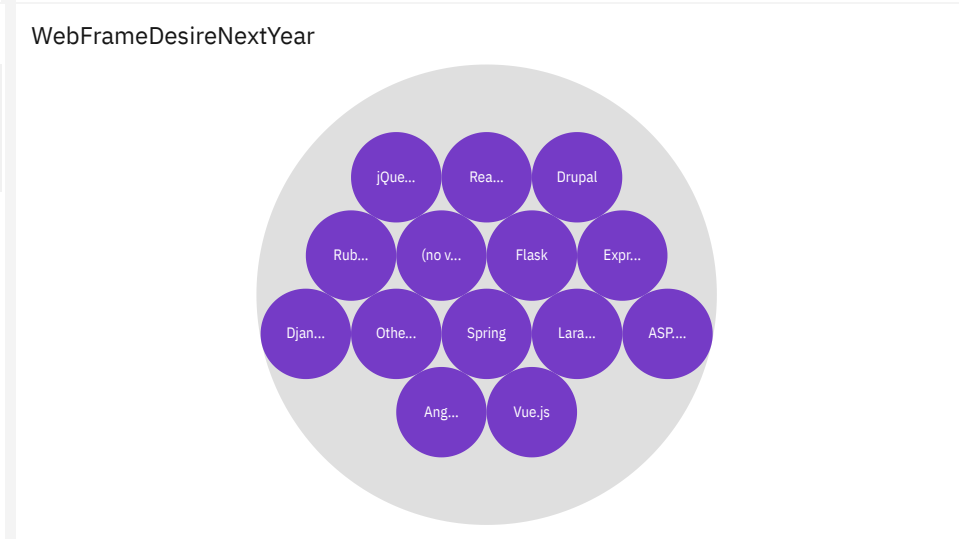 WebFrameDesireNextYear
jQue...
Rea...
Drupal
Rub...
(no v...
Flask
Expr...
Djan...
Othe...
Spring
Lara...
ASP....
Ang...
Vue.js